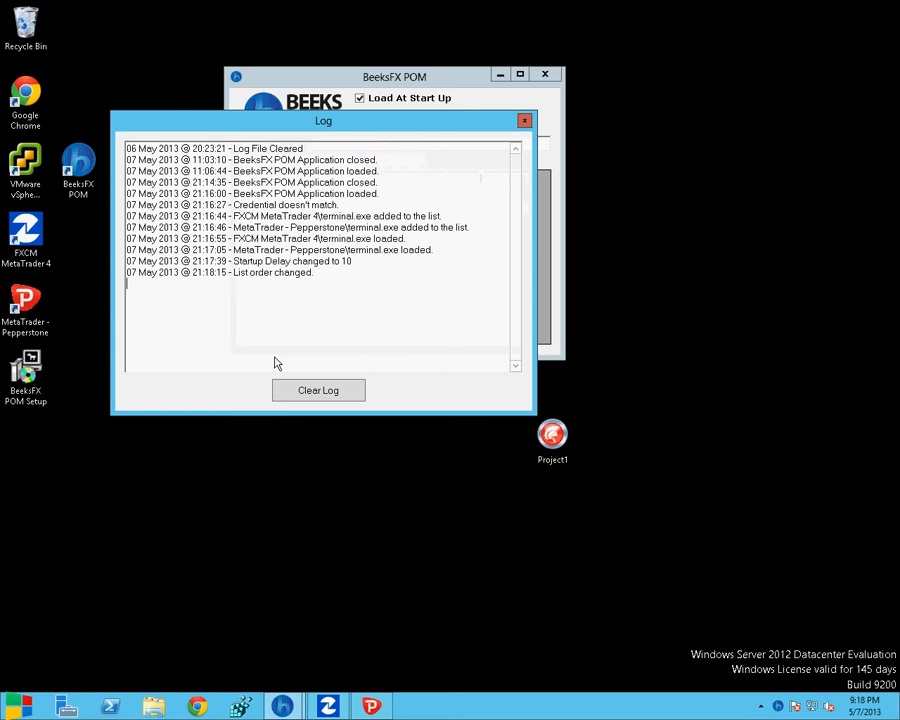 Recycle Bin
Google
Chrome
VMware
vSphe...
BeeksFX
POM
FXCM
MetaTrader 4
MetaTrader -
Pepperstone
BeeksFX
POM Setup
BeeksFX POM
BEEKS
Load At Start Up
Log
06 May 2013 @ 20:23:21 - Log File Cleared
07 May 2013 @ 11:03:10 - BeeksFX POM Application closed.
07 May 2013 @ 11:06:44 - BeeksFX POM Application loaded.
07 May 2013 @ 21:14:35 - BeeksFX POM Application closed.
07 May 2013 @ 21:16:00 - BeeksFX POM Application loaded.
07 May 2013 @ 21:16:27 - Credential doesn't match.
07 May 2013 @ 21:16:44 - FXCM MetaTrader 4\terminal.exe added to the list.
07 May 2013 @ 21:16:46 - MetaTrader - Pepperstone\terminal.exe added to the list.
07 May 2013 @ 21:16:55 - FXCM MetaTrader 4\terminal.exe loaded.
07 May 2013 @ 21:17:05 - MetaTrader - Pepperstone\terminal.exe loaded.
07 May 2013 @ 21:17:39 - Startup Delay changed to 10
07 May 2013 @ 21:18:15 - List order changed.
Clear Log
Project1
Windows Server 2012 Datacenter Evaluation
Windows License valid for 145 days
Build 9200
9:18 PM
5/7/2013